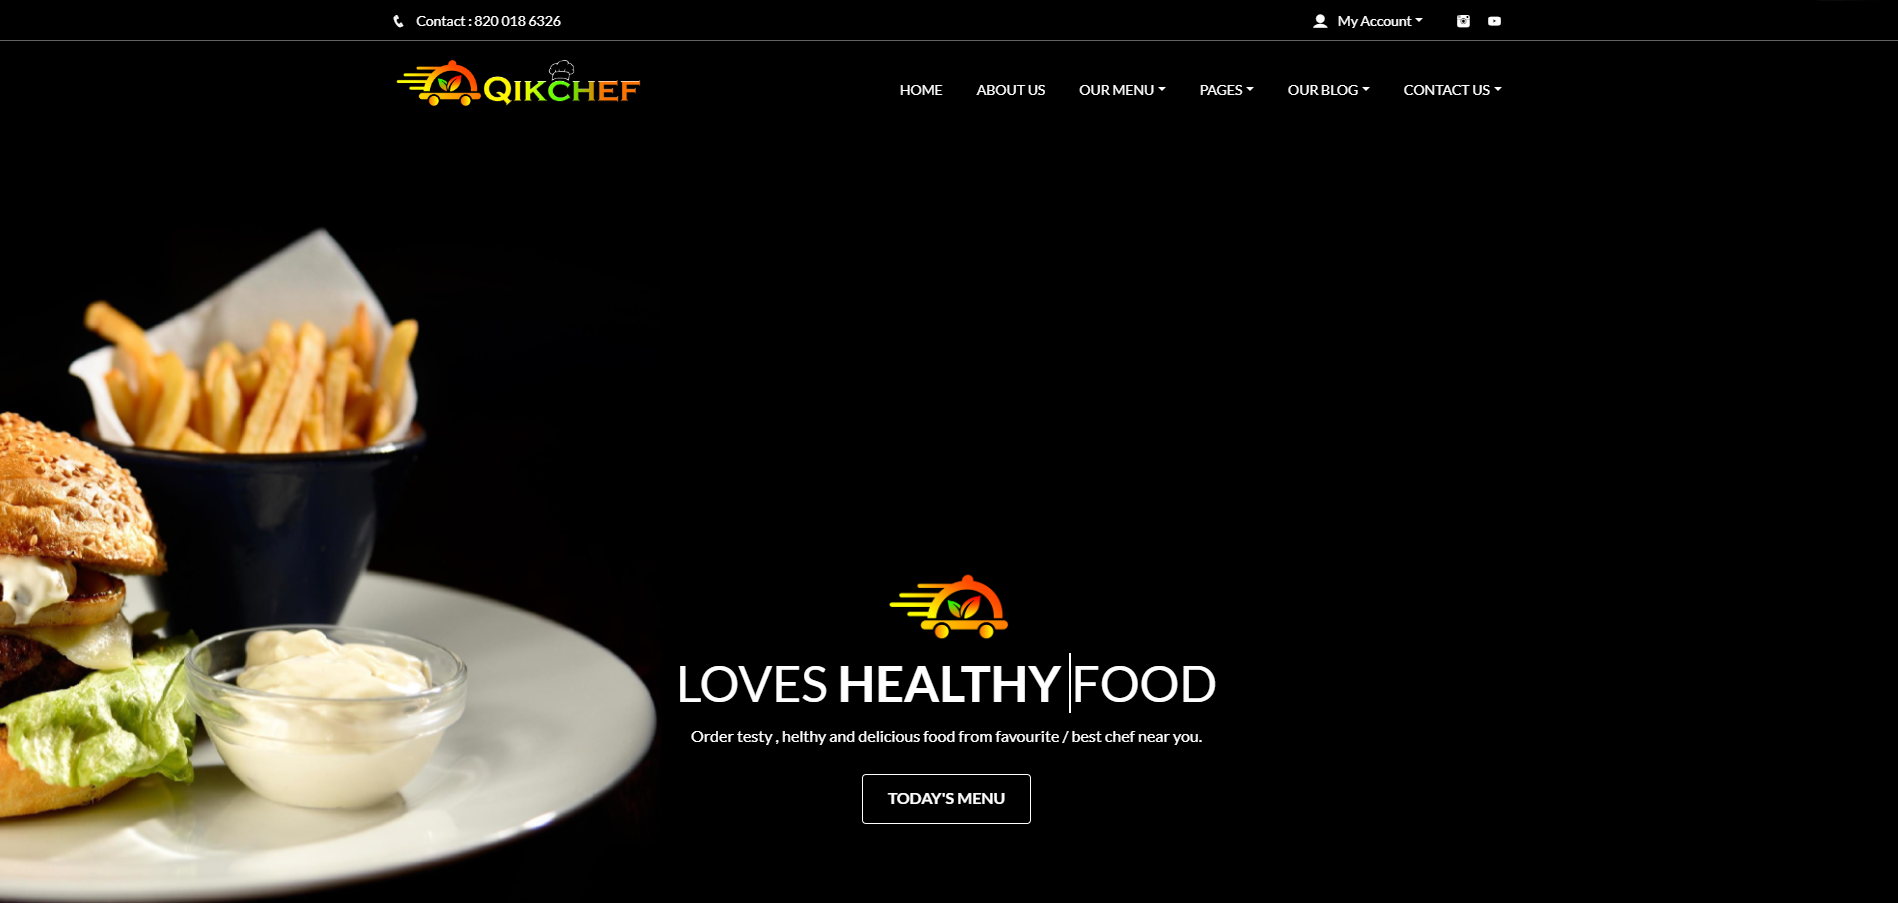 Contact : 820 018 6326
My Account
QIKCHEF
HOME ABOUT US OUR MENU PAGES OUR BLOG CONTACT US
LOVES HEALTHY FOOD
Order testy , helthy and delicious food from favourite / best chef near you.
TODAY'S MENU